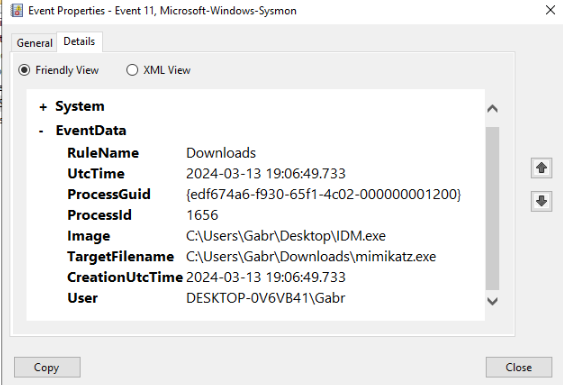 Event Properties - Event 11, Microsoft-Windows-Sysmon
General Details
Friendly View XML View
+ System
- EventData
RuleName Downloads
UtcTime 2024-03-13 19:06:49.733
ProcessGuid {edf674a6-f930-65f1-4c02-000000001200}
ProcessId 1656
Image C:\Users\Gabr\Desktop\IDM.exe
TargetFilename C:\Users\Gabr\Downloads\mimikatz.exe
CreationUtcTime 2024-03-13 19:06:49.733
User DESKTOP-0V6VB41\Gabr
Copy Close